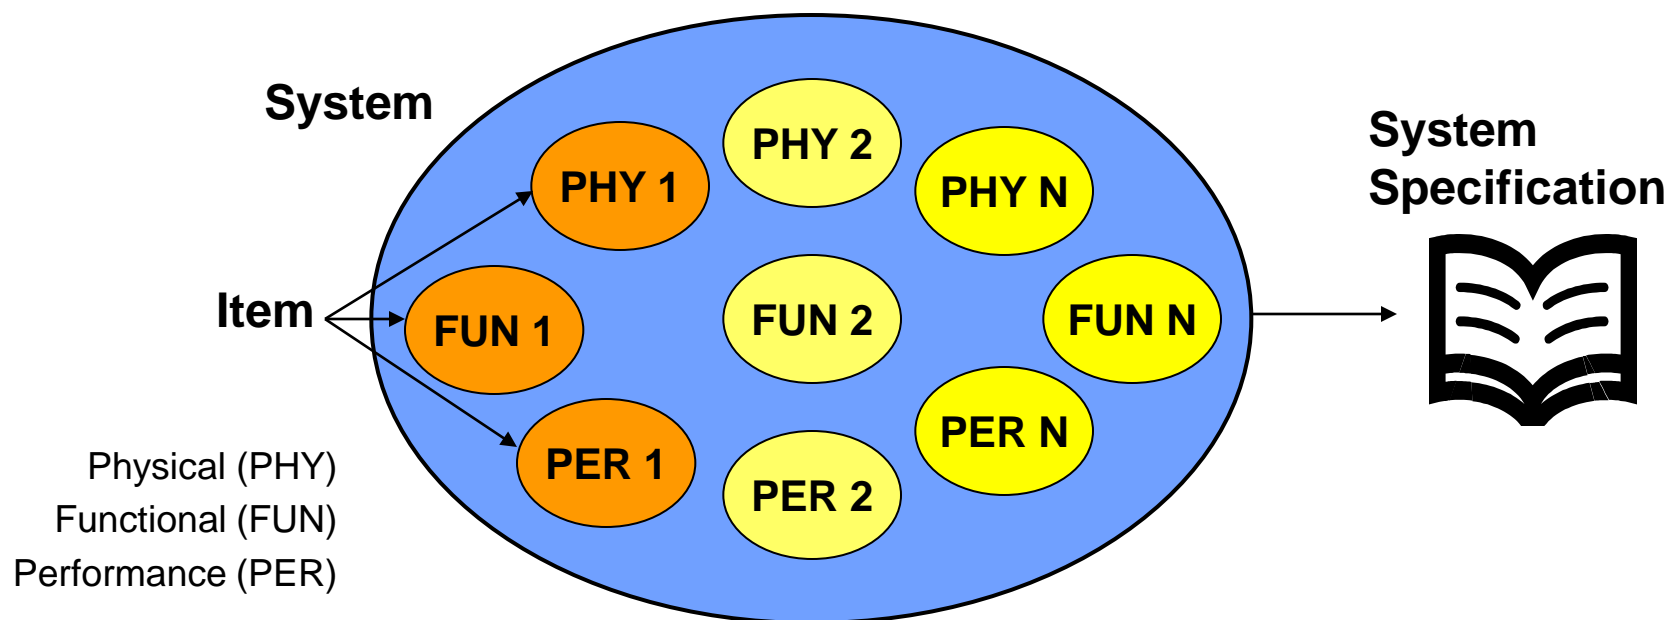 System
PHY 1
PHY 2
PHY N
System
Specification
Item
FUN 1
FUN 2
FUN N
PER 1
PER 2
PER N
Physical (PHY)
Functional (FUN)
Performance (PER)